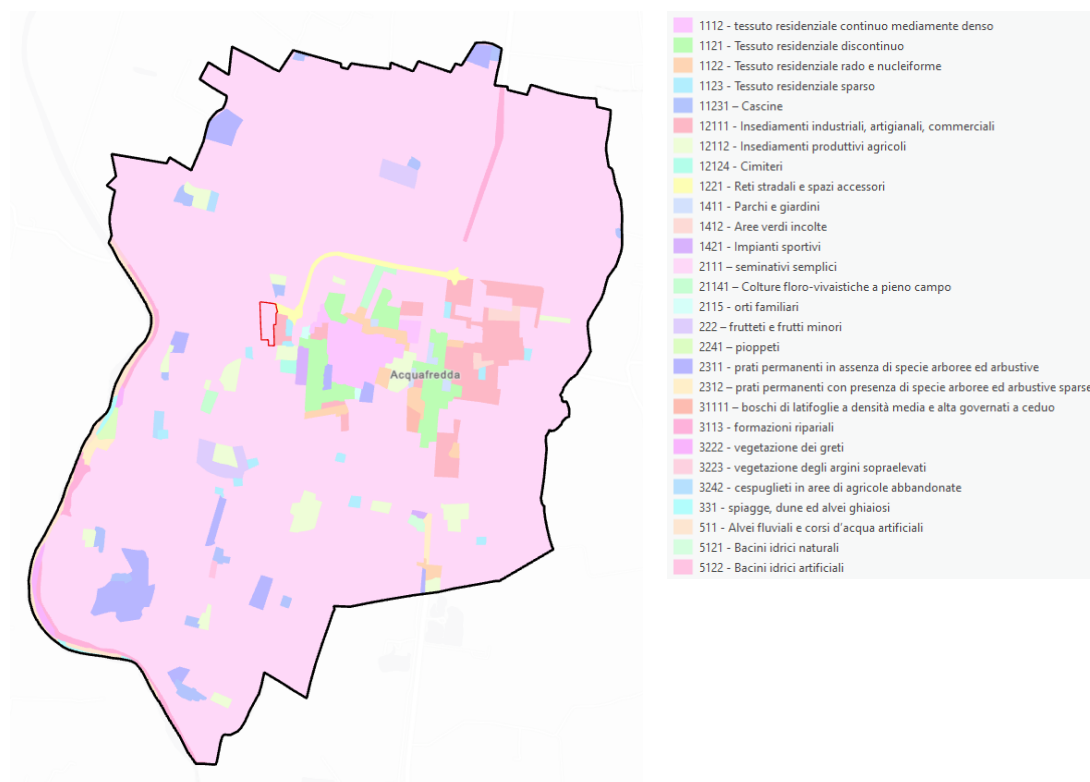 1112 - tessuto residenziale continuo mediamente denso
1121 - Tessuto residenziale discontinuo
1122 - Tessuto residenziale rado e nucleiforme
1123 - Tessuto residenziale sparso
11231 – Cascine
12111 - Insediamenti industriali, artigianali, commerciali
12112 - Insediamenti produttivi agricoli
12124 - Cimiteri
1221 - Reti stradali e spazi accessori
1411 - Parchi e giardini
1412 - Aree verdi incolte
1421 - Impianti sportivi
2111 – seminativi semplici
21141 – Colture floro-vivaistiche a pieno campo
2115 - orti familiari
222 – frutteti e frutti minori
2241 – pioppeti
2311 - prati permanenti in assenza di specie arboree ed arbustive
2312 – prati permanenti con presenza di specie arboree ed arbustive sparse
31111 – boschi di latifoglie a densità media e alta governati a ceduo
3113 - formazioni ripariali
3222 - vegetazione dei greti
3223 - vegetazione degli argini sopraelevati
3242 - cespuglieti in aree di agricole abbandonate
331 - spiagge, dune ed alvei ghiaiosi
511 - Alvei fluviali e corsi d'acqua artificiali
5121 - Bacini idrici naturali
5122 - Bacini idrici artificiali
Acquafredda